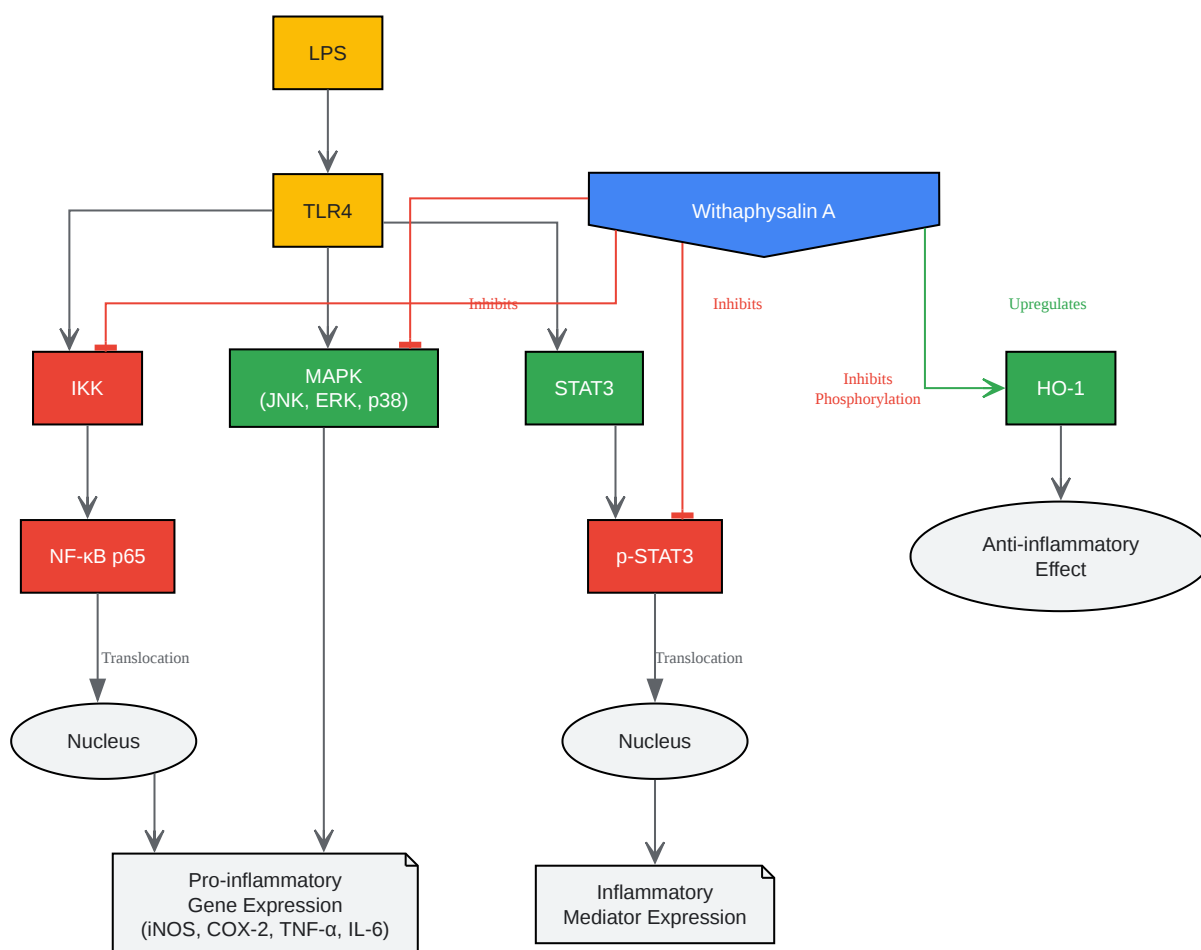 LPS
TLR4
Withaphysalin A
Inhibits
Inhibits
Upregulates
IKK
MAPK
(JNK, ERK, p38)
STAT3
Inhibits
Phosphorylation
HO-1
NF-κB p65
p-STAT3
Anti-inflammatory
Effect
Translocation
Translocation
Nucleus
Nucleus
Pro-inflammatory
Gene Expression
(iNOS, COX-2, TNF-α, IL-6)
Inflammatory
Mediator Expression